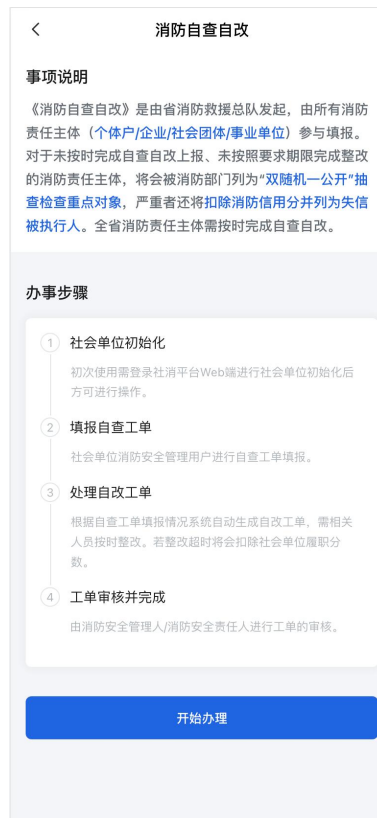 消防自查自改
事项说明
《消防自查自改》是由省消防救援总队发起，由所有消防
责任主体（个体户/企业/社会团体/事业单位）参与填报。
对于未按时完成自查自改上报、未按照要求期限完成整改
的消防责任主体，将会被消防部门列为“双随机一公开”抽
查检查重点对象，严重者还将扣除消防信用分并列为失信
被执行人。全省消防责任主体需按时完成自查自改。
办事步骤
1 社会单位初始化
初次使用需登录社消平台Web端进行社会单位初始化后
方可进行操作。
2 填报自查工单
社会单位消防安全管理用户进行自查工单填报。
3 处理自改工单
根据自查工单填报情况系统自动生成自改工单，需相关
人员按时整改。若整改超时将会扣除社会单位履职分
数。
4 工单审核并完成
由消防安全管理人/消防安全责任人进行工单的审核。
开始办理